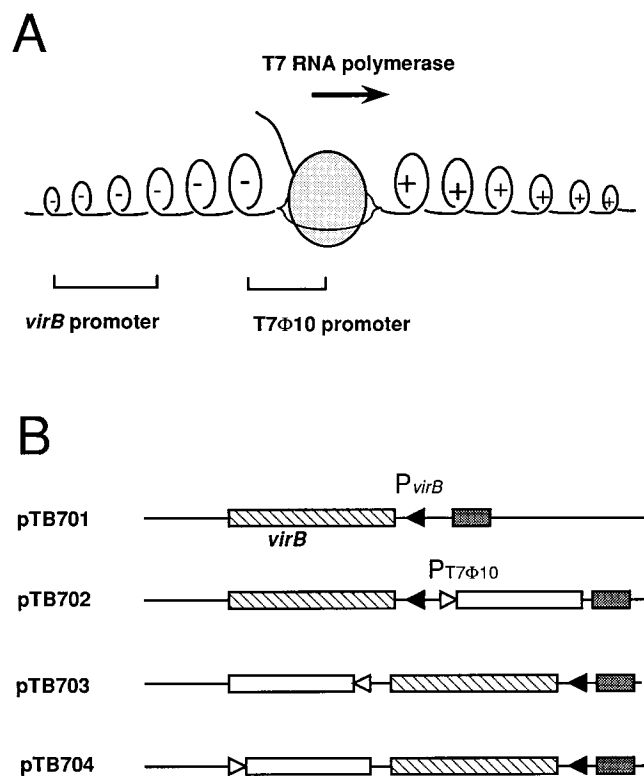 A
T7 RNA polymerase
- - - - - - + + + + + +
virB promoter
T7Φ10 promoter
B
PvirB
pTB701
virB
PT7Φ10
pTB702
pTB703
pTB704